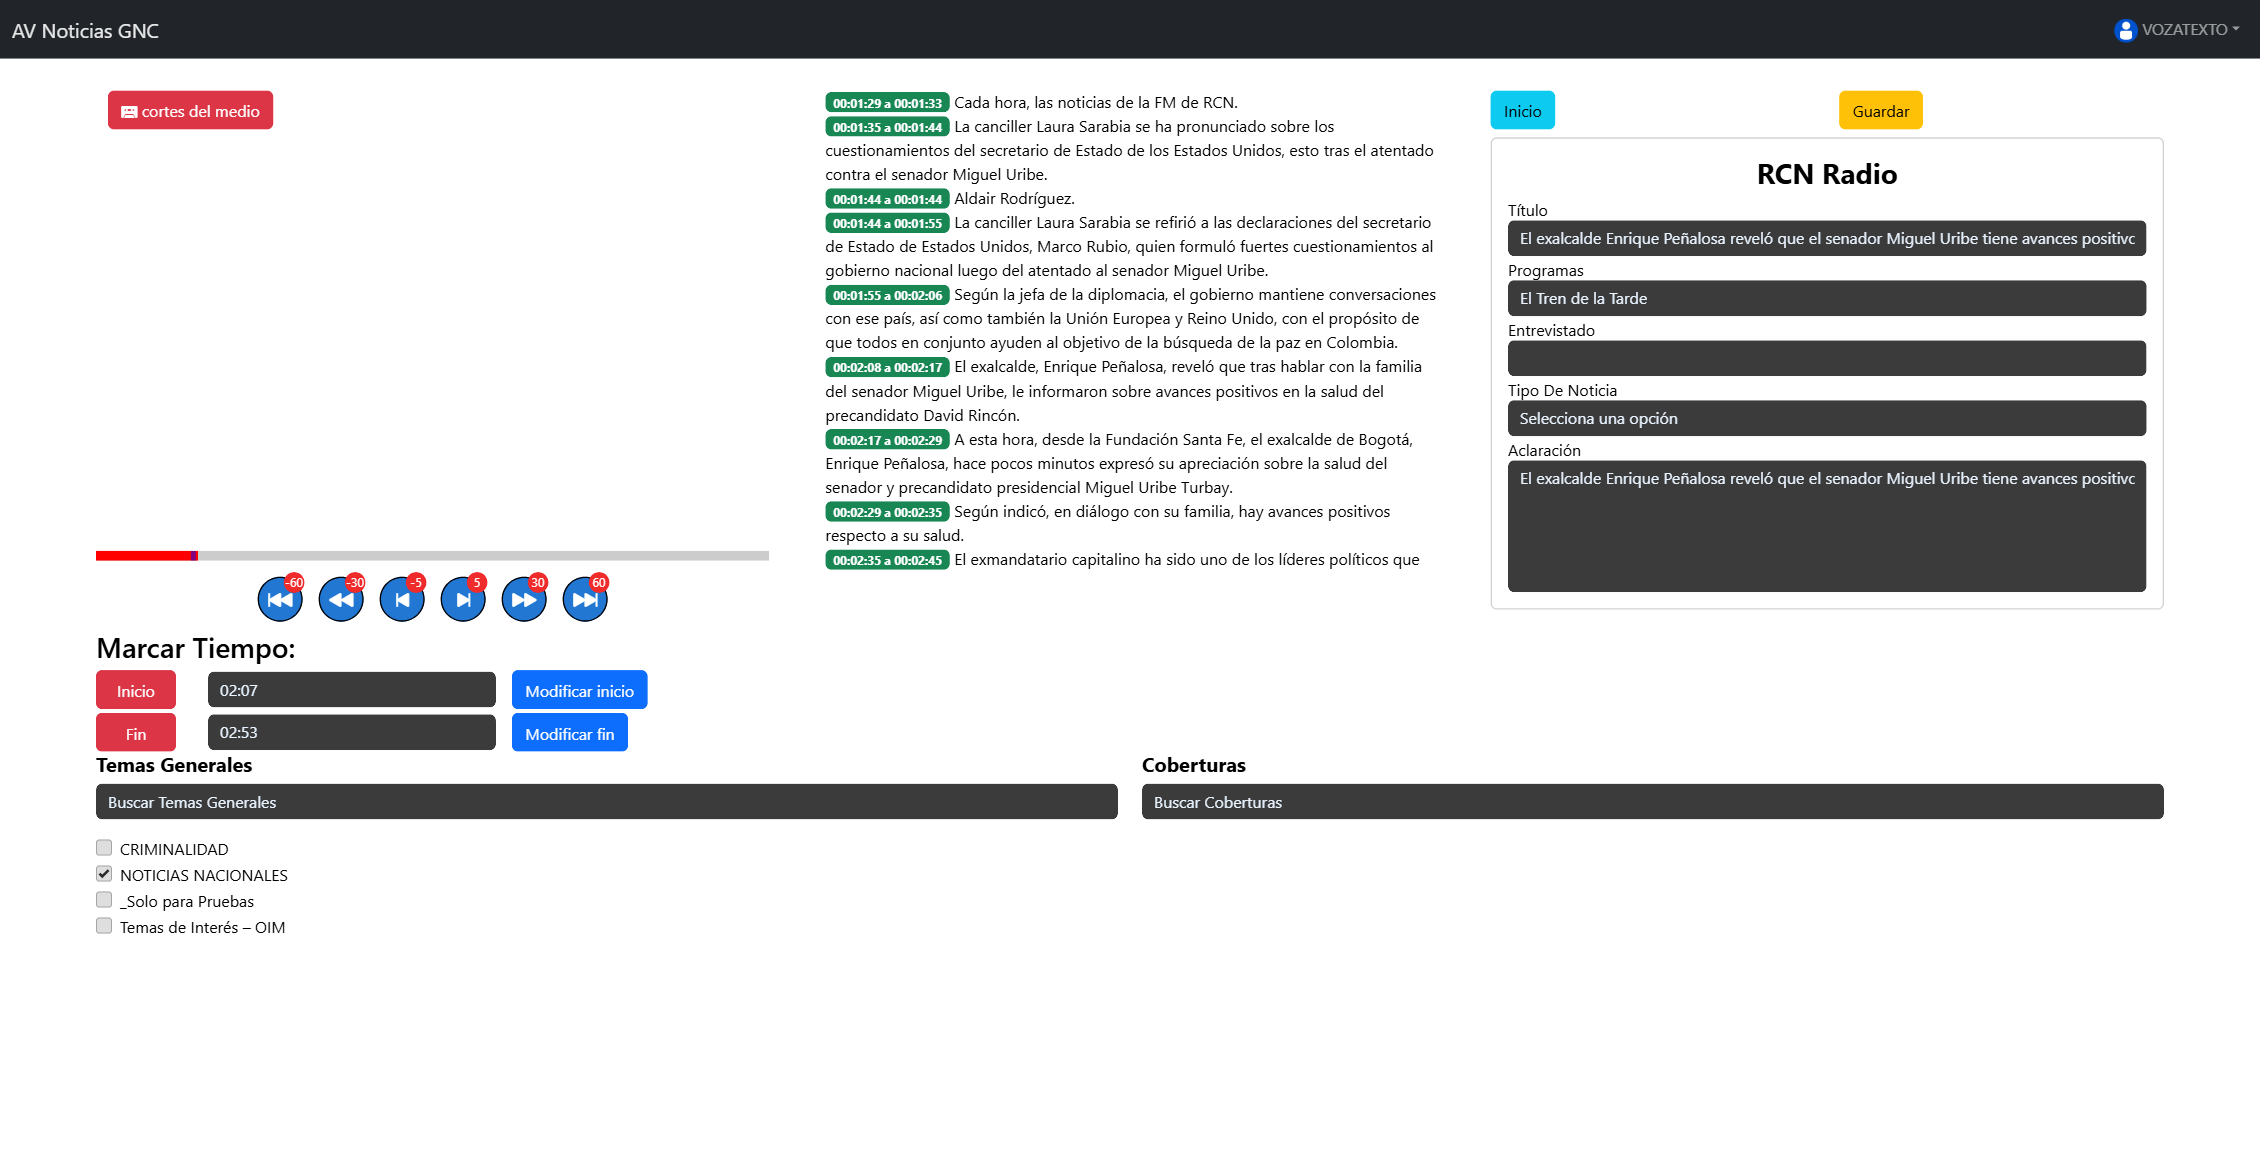 AV Noticias GNC
VOZATEXTO
cortes del medio
-60
-30
-5
5
30
60
Marcar Tiempo:
Inicio
02:07
Modificar inicio
Fin
02:53
Modificar fin
00:01:29 a 00:01:33 Cada hora, las noticias de la FM de RCN.
00:01:35 a 00:01:44 La canciller Laura Sarabia se ha pronunciado sobre los
cuestionamientos del secretario de Estado de los Estados Unidos, esto tras el atentado
contra el senador Miguel Uribe.
00:01:44 a 00:01:44 Aldair Rodríguez.
00:01:44 a 00:01:55 La canciller Laura Sarabia se refirió a las declaraciones del secretario
de Estado de Estados Unidos, Marco Rubio, quien formuló fuertes cuestionamientos al
gobierno nacional luego del atentado al senador Miguel Uribe.
00:01:55 a 00:02:06 Según la jefa de la diplomacia, el gobierno mantiene conversaciones
con ese país, así como también la Unión Europea y Reino Unido, con el propósito de
que todos en conjunto ayuden al objetivo de la búsqueda de la paz en Colombia.
00:02:08 a 00:02:17 El exalcalde, Enrique Peñalosa, reveló que tras hablar con la familia
del senador Miguel Uribe, le informaron sobre avances positivos en la salud del
precandidato David Rincón.
00:02:17 a 00:02:29 A esta hora, desde la Fundación Santa Fe, el exalcalde de Bogotá,
Enrique Peñalosa, hace pocos minutos expresó su apreciación sobre la salud del
senador y precandidato presidencial Miguel Uribe Turbay.
00:02:29 a 00:02:35 Según indicó, en diálogo con su familia, hay avances positivos
respecto a su salud.
00:02:35 a 00:02:45 El exmandatario capitalino ha sido uno de los líderes políticos que
Inicio
Guardar
RCN Radio
Título
El exalcalde Enrique Peñalosa reveló que el senador Miguel Uribe tiene avances positivc
Programas
El Tren de la Tarde
Entrevistado
Tipo De Noticia
Selecciona una opción
Aclaración
El exalcalde Enrique Peñalosa reveló que el senador Miguel Uribe tiene avances positivc
Temas Generales
Buscar Temas Generales
CRIMINALIDAD
NOTICIAS NACIONALES
_Solo para Pruebas
Temas de Interés – OIM
Coberturas
Buscar Coberturas